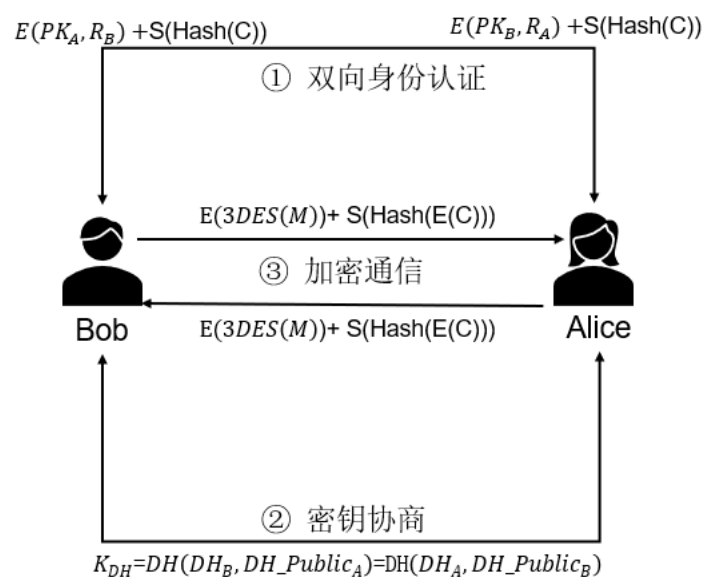 E(PK_A, R_B) +S(Hash(C))
E(PK_B, R_A) +S(Hash(C))
① 双向身份认证
E(3DES(M))+ S(Hash(E(C)))
③ 加密通信
E(3DES(M))+ S(Hash(E(C)))
Bob
Alice
② 密钥协商
K_DH=DH(DH_B, DH_Public_A)=DH(DH_A, DH_Public_B)